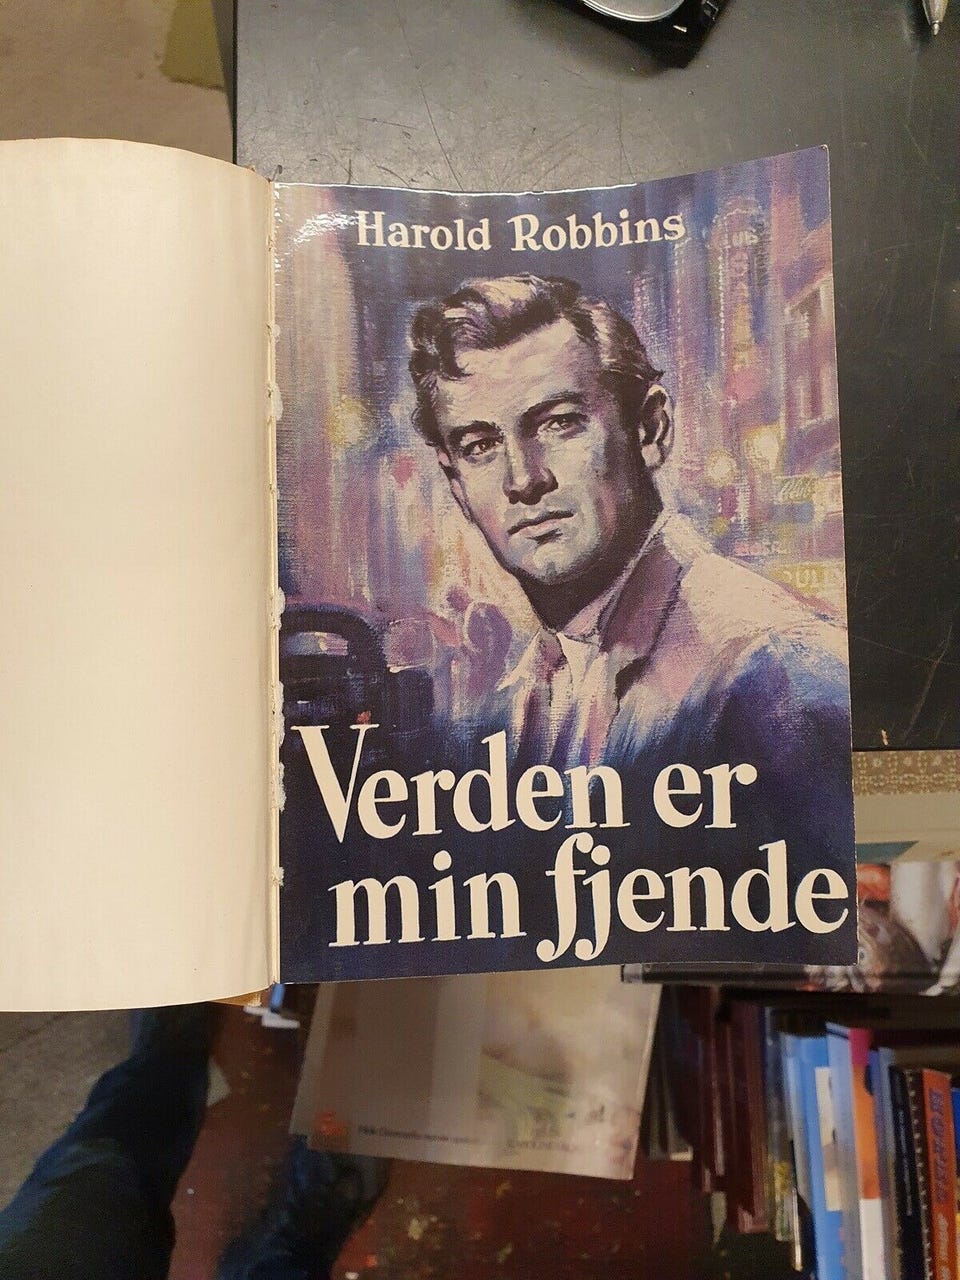 Harold Robbins
Verden er
min fjende